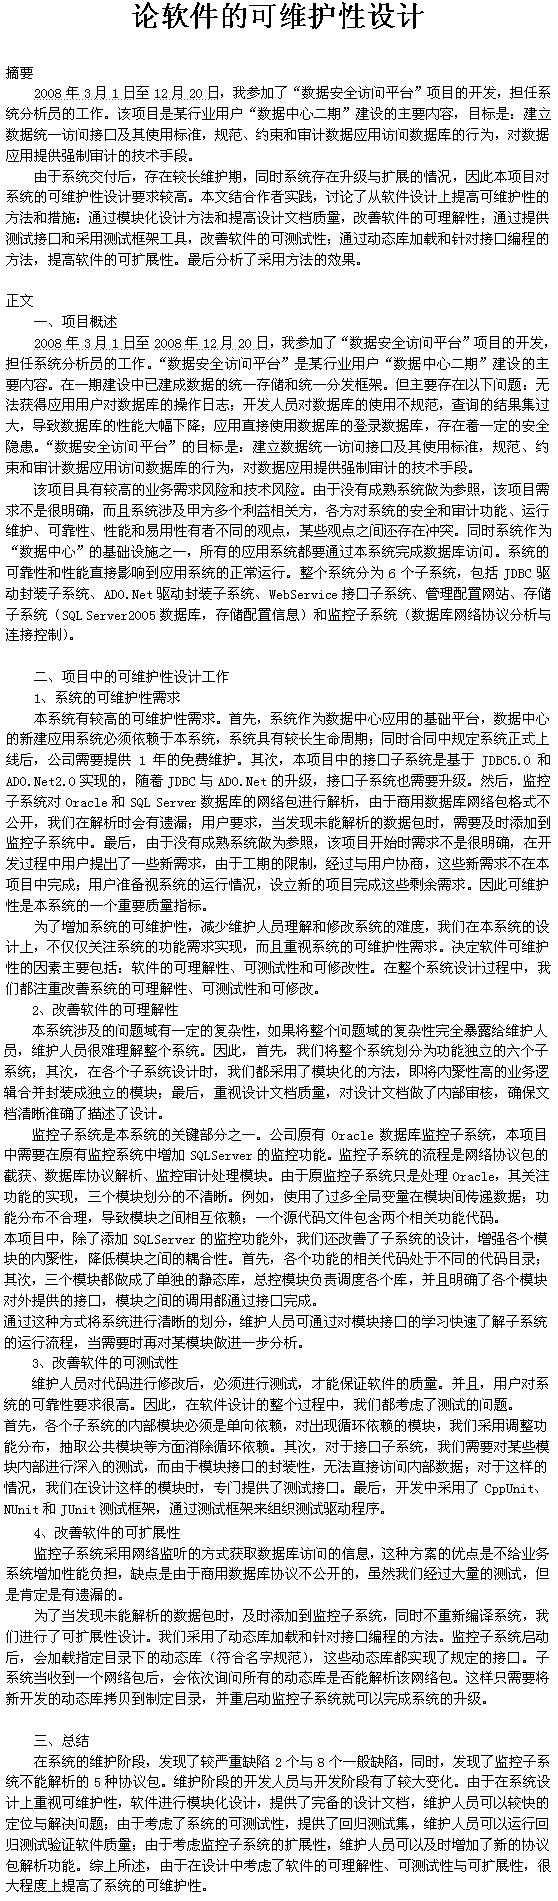 论软件的可维护性设计
摘要
2008年3月1日至12月20日，我参加了“数据安全访问平台”项目的开发，担任系
统分析员的工作。该项目是某行业用户“数据中心二期”建设的主要内容，目标是：建立
数据统一访问接口及其使用标准，规范、约束和审计数据应用访问数据库的行为，对数据
应用提供强制审计的技术手段。
由于系统交付后，存在较长维护期，同时系统存在升级与扩展的情况，因此本项目对
系统的可维护性设计要求较高。本文结合作者实践，讨论了从软件设计上提高可维护性的
方法和措施：通过模块化设计方法和提高设计文档质量，改善软件的可理解性；通过提供
测试接口和采用测试框架工具，改善软件的可测试性；通过动态库加载和针对接口编程的
方法，提高软件的可扩展性。最后分析了采用方法的效果。
正文
一、项目概述
2008年3月1日至2008年12月20日，我参加了“数据安全访问平台”项目的开发，
担任系统分析员的工作。“数据安全访问平台”是某行业用户“数据中心二期”建设的主
要内容。在一期建设中已建成数据的统一存储和统一分发框架。但主要存在以下问题：无
法获得应用用户对数据库的操作日志；开发人员对数据库的使用不规范，查询的结果集过
大，导致数据库的性能大幅下降；应用直接使用数据库的登录数据库，存在着一定的安全
隐患。“数据安全访问平台”的目标是：建立数据统一访问接口及其使用标准，规范、约
束和审计数据应用访问数据库的行为，对数据应用提供强制审计的技术手段。
该项目具有较高的业务需求风险和技术风险。由于没有成熟系统做为参照，该项目需
求不是很明确，而且系统涉及甲方多个利益相关方，各方对系统的安全和审计功能、运行
维护、可靠性、性能和易用性有者不同的观点，某些观点之间还存在冲突。同时系统作为
“数据中心”的基础设施之一，所有的应用系统都要通过本系统完成数据库访问。系统的
可靠性和性能直接影响到应用系统的正常运行。整个系统分为6个子系统，包括JDBC驱
动封装子系统、ADO.Net驱动封装子系统、WebService接口子系统、管理配置网站、存储
子系统（SQL Server2005数据库，存储配置信息）和监控子系统（数据库网络协议分析与
连接控制）。
二、项目中的可维护性设计工作
1、系统的可维护性需求
本系统有较高的可维护性需求。首先，系统作为数据中心应用的基础平台，数据中心
的新建应用系统必须依赖于本系统，系统具有较长生命周期；同时合同中规定系统正式上
线后，公司需要提供1年的免费维护。其次，本项目中的接口子系统是基于JDBC5.0和
ADO.Net2.0实现的，随着JDBC与ADO.Net的升级，接口子系统也需要升级。然后，监控
子系统对Oracle和SQL Server数据库的网络包进行解析，由于商用数据库网络包格式不
公开，我们在解析时会有遗漏；用户要求，当发现未能解析的数据包时，需要及时添加到
监控子系统中。最后，由于没有成熟系统做参照，该项目开始时需求不是很明确，在开
发过程中用户提出了一些新需求，由于工期的限制，经过与用户协商，这些新需求不在本
项目中完成；用户准备视系统的运行情况，设立新的项目完成这些剩余需求。因此可维护
性是本系统的一个重要质量指标。
为了增加系统的可维护性，减少维护人员理解和修改系统的难度，我们在本系统的设
计上，不仅仅关注系统的功能需求实现，而且重视系统的可维护性需求。决定软件可维护
性的因素主要包括：软件的可理解性、可测试性和可修改性。在整个系统设计过程中，我
们都注重改善系统的可理解性、可测试性和可修改。
2、改善软件的可理解性
本系统涉及的问题域有一定的复杂性，如果将整个问题域的复杂性完全暴露给维护人
员，维护人员很难理解整个系统。因此，首先，我们将整个系统划分为功能独立的六个子系
统；其次，在各个子系统设计时，我们都采用了模块化的方法，即将内聚性高的业务逻
辑合并封装成独立的模块；最后，重视设计文档质量，对设计文档做了内部审核，确保文
档清晰准确了描述了设计。
监控子系统是本系统的关键部分之一。公司原有Oracle数据库监控子系统，本项目
中需要在原有监控系统中增加SQLServer的监控功能。监控子系统的流程是网络协议包的
截获、数据库协议解析、监控审计处理模块。由于原监控子系统只是处理Oracle，其关注
功能的实现，三个模块划分的不清晰。例如，使用了过多全局变量在模块间传递数据；功
能分布不合理，导致模块之间相互依赖；一个源代码文件包含两个相关功能代码。
本项目中，除了添加SQLServer的监控功能外，我们还改善了子系统的设计，增强各个模
块的内聚性，降低模块之间的耦合性。首先，各个功能的相关代码处于不同的代码目录；
其次，三个模块都做成了单独的静态库，总控模块负责调度各个库，并且明确了各个模块
对外提供的接口，模块之间的调用都通过接口完成。
通过这种方式将系统进行清晰的划分，维护人员可通过对模块接口的学习快速了解子系统
的运行流程，当需要时再对某模块做进一步分析。
3、改善软件的可测试性
维护人员对代码进行修改后，必须进行测试，才能保证软件的质量。并且，用户对系
统的可靠性要求很高。因此，在软件设计的整个过程中，我们都考虑了测试的问题。
首先，各个子系统的内部模块必须是单向依赖，对出现循环依赖的模块，我们采用调整功
能分布，抽取公共模块等方面消除循环依赖。其次，对于接口子系统，我们需要对某些模
块内部进行深入的测试，而由于模块接口的封装性，无法直接访问内部数据；对于这样的
情况，我们在设计这样的模块时，专门提供了测试接口。最后，开发中采用了CppUnit、
NUnit和JUnit测试框架，通过测试框架来组织测试驱动程序。
4、改善软件的可扩展性
监控子系统采用网络监听的方式获取数据库访问的信息，这种方案的优点是不给业务
系统增加性能负担，缺点是由于商用数据库协议不公开的，虽然我们经过大量的测试，但
是肯定是有遗漏的。
为了当发现未能解析的数据包时，及时添加到监控子系统，同时不重新编译系统，我
们进行了可扩展性设计。我们采用了动态库加载和针对接口编程的方法。监控子系统启动
后，会加载指定目录下的动态库（符合名字规范），这些动态库都实现了规定的接口。子
系统当收到一个网络包后，会依次询问所有的动态库是否能解析该网络包。这样只需要将
新开发的动态库拷贝到制定目录，并重启动监控子系统就可以完成系统的升级。
三、总结
在系统的维护阶段，发现了较严重缺陷2个与8个一般缺陷，同时，发现了监控子系
统不能解析的5种协议包。维护阶段的开发人员与开发阶段有了较大变化。由于在系统设
计上重视可维护性，软件进行模块化设计，提供了完备的设计文档，维护人员可以较快的
定位与解决问题；由于考虑了系统的可测试性，提供了回归测试集，维护人员可以运行回
归测试验证软件质量；由于考虑监控子系统的扩展性，维护人员可以及时增加了新的协议
包解析功能。综上所述，由于在设计中考虑了软件的可理解性、可测试性与可扩展性，很
大程度上提高了系统的可维护性。